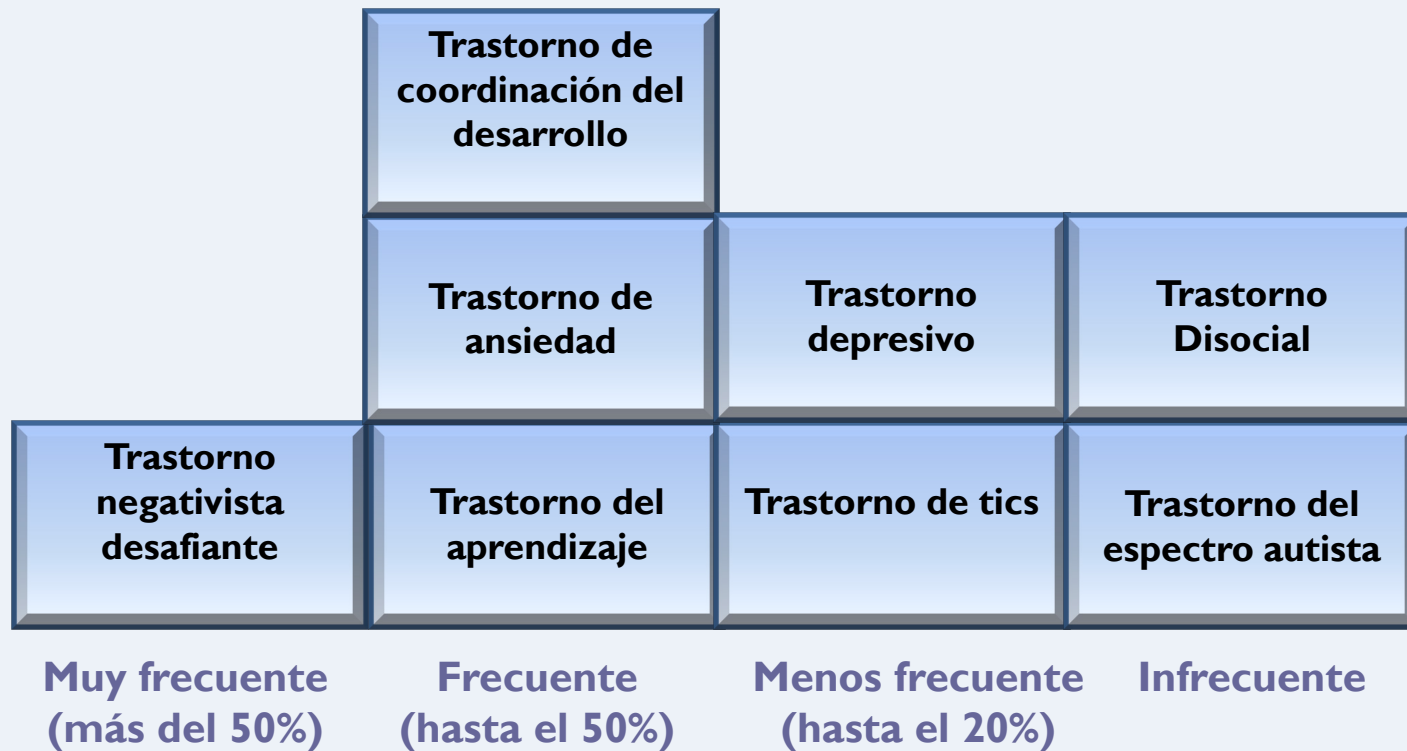 Trastorno de
coordinación del
desarrollo
Trastorno de
ansiedad
Trastorno
depresivo
Trastorno
Disocial
Trastorno
negativista
desafiante
Trastorno del
aprendizaje
Trastorno de tics
Trastorno del
espectro autista
Muy frecuente
(más del 50%)
Frecuente
(hasta el 50%)
Menos frecuente
(hasta el 20%)
Infrecuente